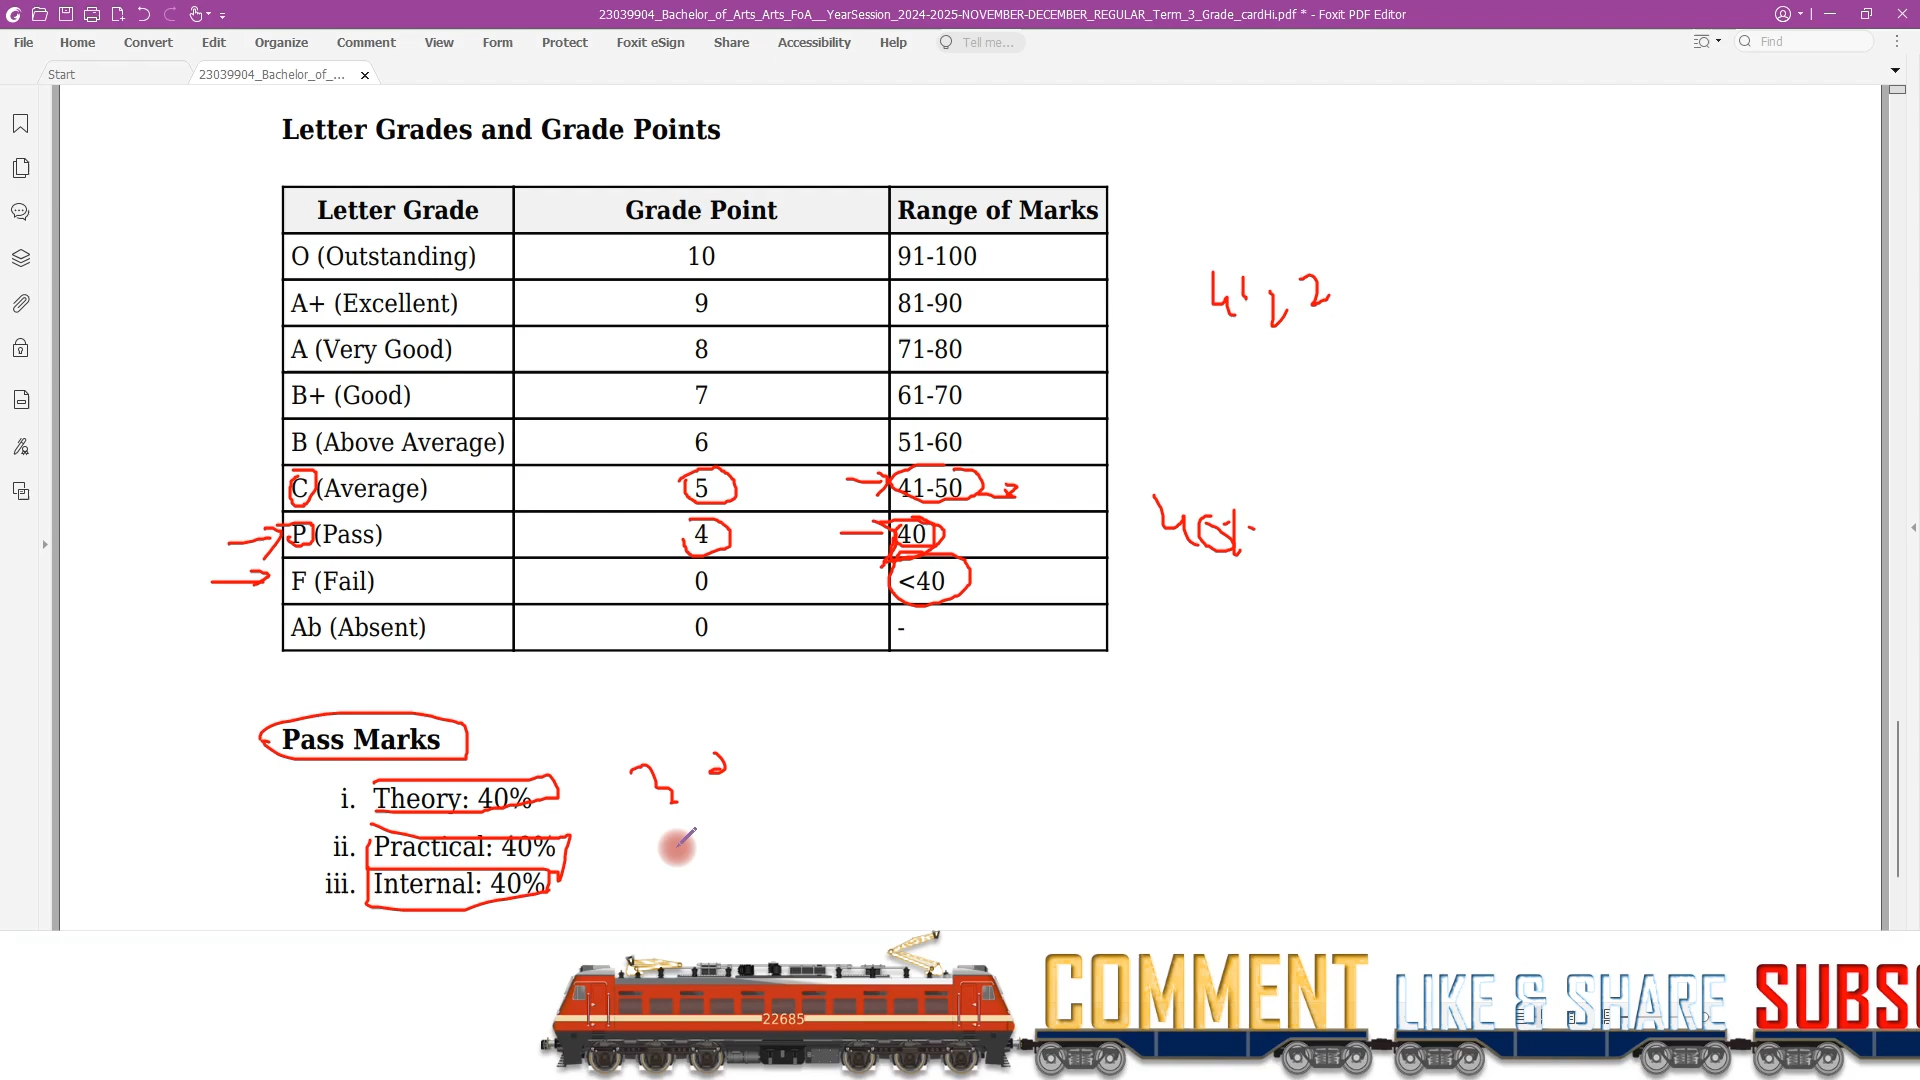 23039904_Bachelor_of_Arts_Arts_FoA__YearSession_2024-2025-NOVEMBER-DECEMBER_REGULAR_Term_3_Grade_cardHi.pdf * - Foxit PDF Editor
File Home Convert Edit Organize Comment View Form Protect Foxit eSign Share Accessibility Help Tell me... Find
Start 23039904_Bachelor_of_...
Letter Grades and Grade Points
Letter Grade Grade Point Range of Marks
O (Outstanding) 10 91-100
A+ (Excellent) 9 81-90
A (Very Good) 8 71-80
B+ (Good) 7 61-70
B (Above Average) 6 51-60
C (Average) 5 41-50
P (Pass) 4 40
F (Fail) 0 <40
Ab (Absent) 0 -
Pass Marks
i. Theory: 40%
ii. Practical: 40%
iii. Internal: 40%
22685
COMMENT LIKE & SHARE SUBS